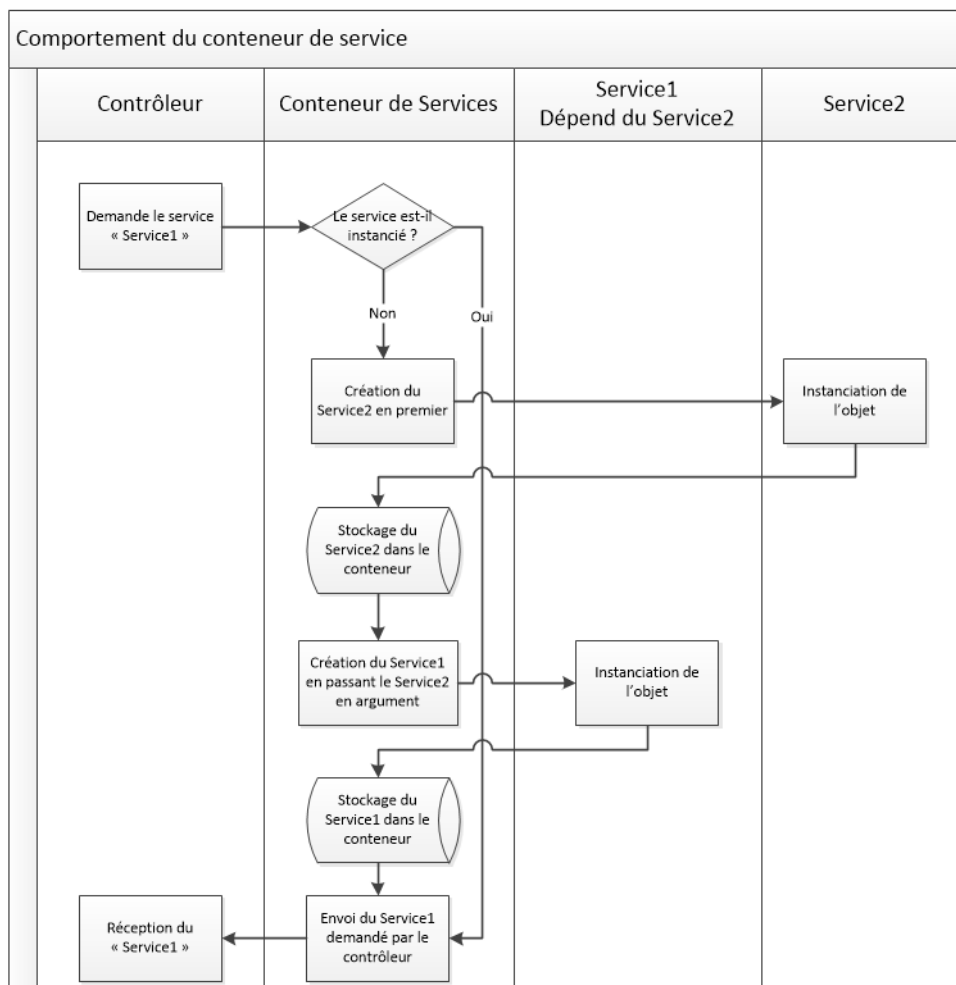 Comportement du conteneur de service
Contrôleur
Conteneur de Services
Service1
Dépend du Service2
Service2
Demande le service
« Service1 »
Le service est-il
instancié ?
Non
Oui
Création du
Service2 en premier
Instanciation de
l’objet
Stockage du
Service2 dans le
conteneur
Création du Service1
en passant le Service2
en argument
Instanciation de
l’objet
Stockage du
Service1 dans le
conteneur
Réception du
« Service1 »
Envoi du Service1
demandé par le
contrôleur